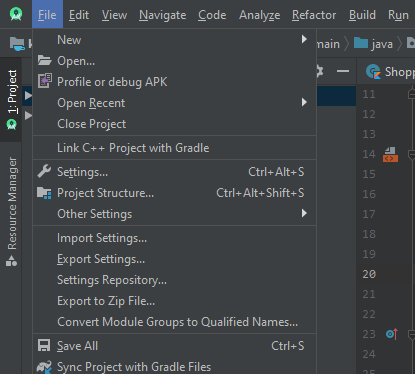 File Edit View Navigate Code Analyze Refactor Build Run
New
main java
Open...
Shopp
Profile or debug APK
11
Open Recent
12
Close Project
13
Link C++ Project with Gradle
14
Settings... Ctrl+Alt+S
15
Project Structure... Ctrl+Alt+Shift+S
16
17
Other Settings
18
Import Settings...
19
Export Settings...
20
Settings Repository...
21
Export to Zip File...
22
Convert Module Groups to Qualified Names...
23
Save All Ctrl+S
24
Sync Project with Gradle Files
25
1: Project
Resource Manager